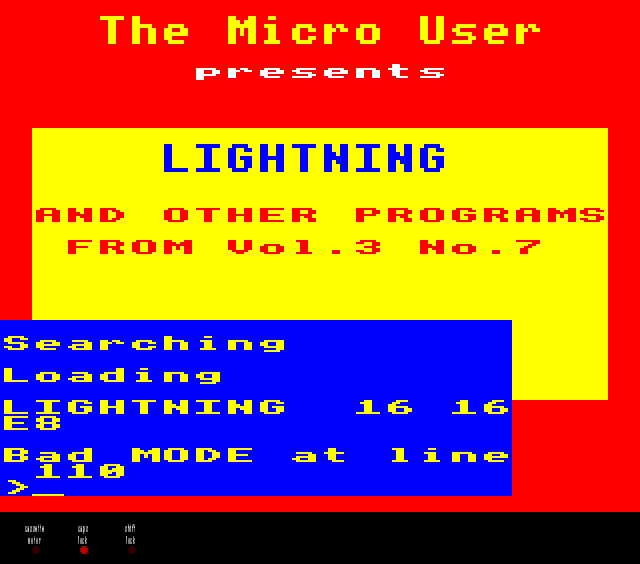 The Micro User
presents
LIGHTNING
AND OTHER PROGRAMS
FROM Vol.3 No.7
Searching
Loading
LIGHTNING 16 16
E8
Bad MODE at line
110
>_
cassette caps shift
motor lock lock